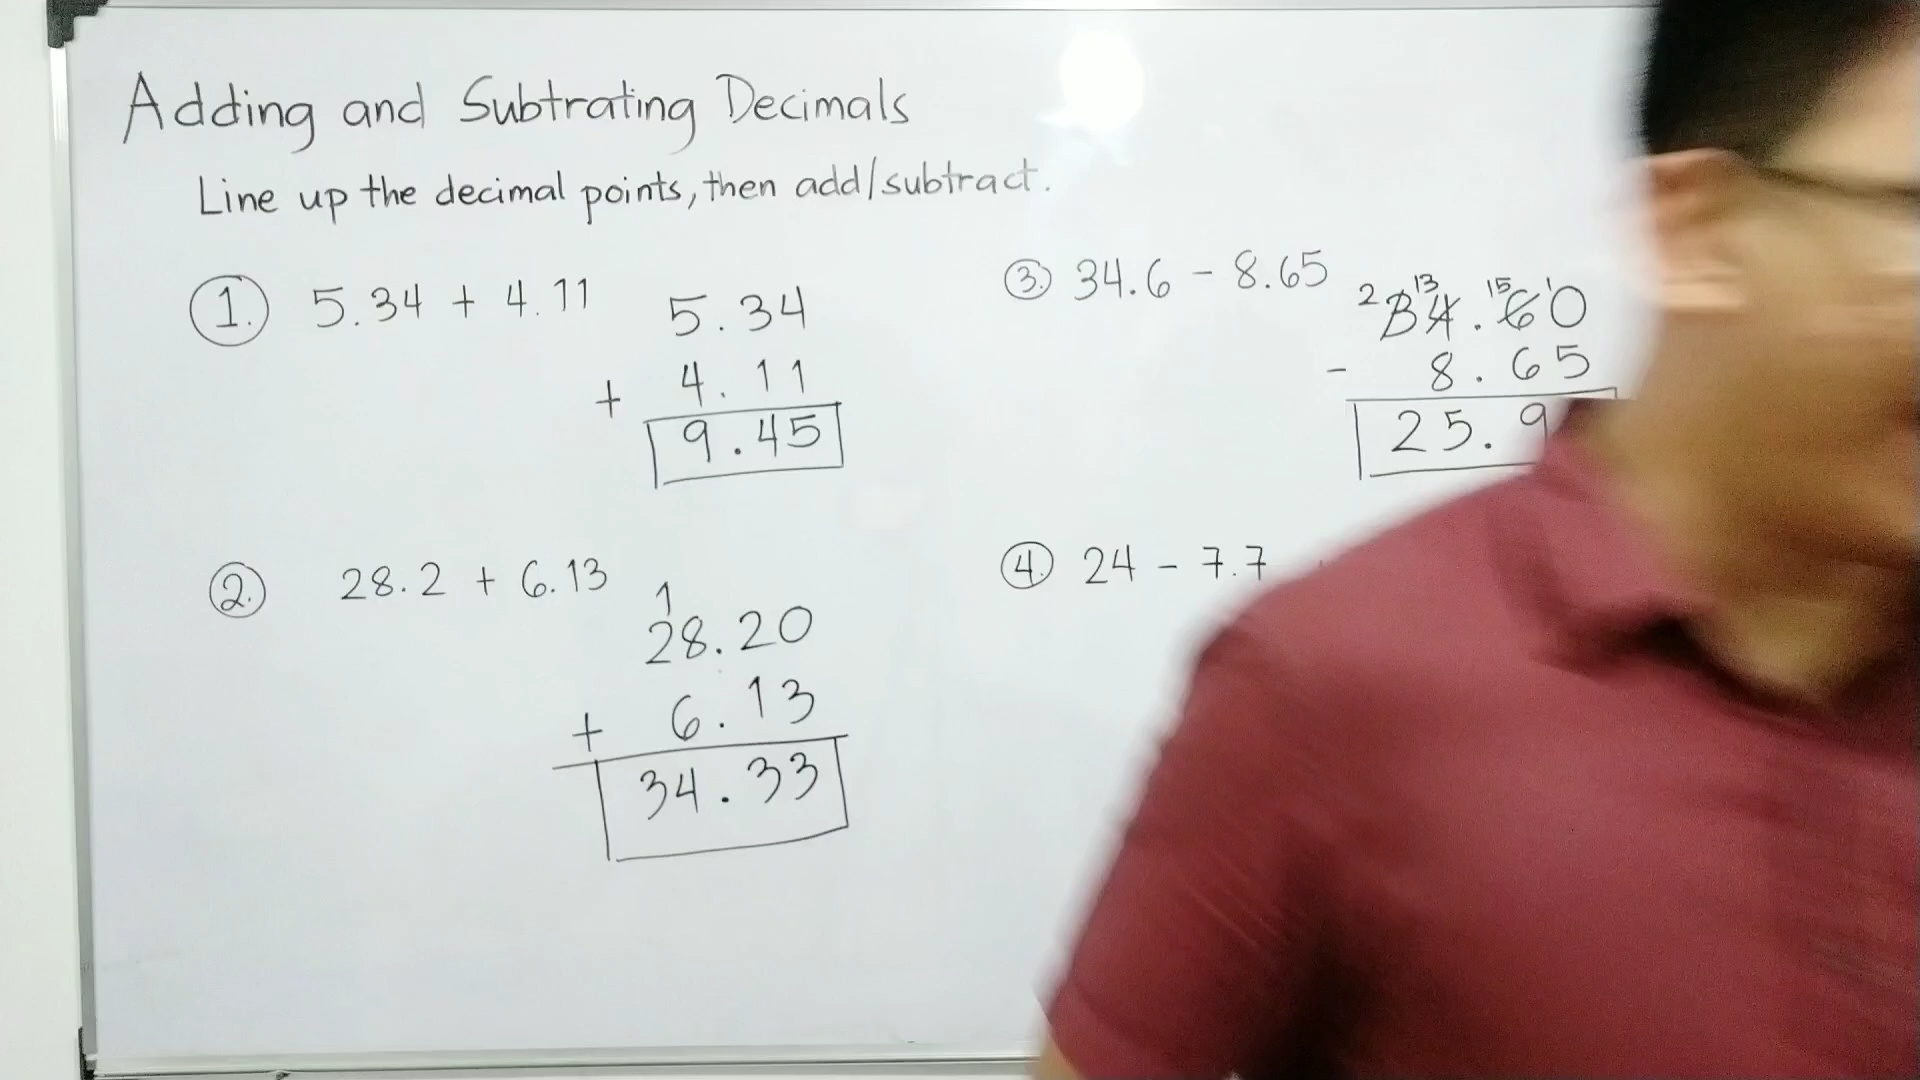 Adding and Subtrating Decimals
Line up the decimal points, then add/subtract.
1. 5.34 + 4.11
5.34
+ 4.11
9.45
2. 28.2 + 6.13
1
28.20
+ 6.13
34.33
3. 34.6 - 8.65
2 13 15 1
34.60
- 8.65
25.9
4. 24 - 7.7